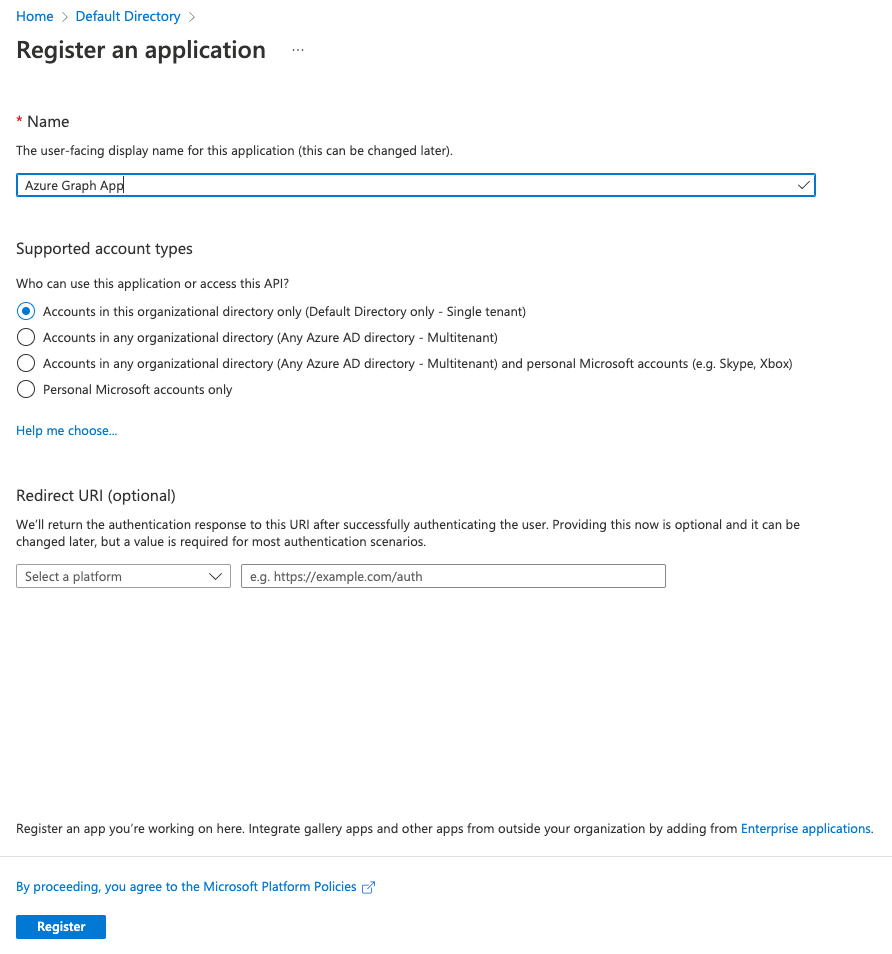 Home > Default Directory >
Register an application ...
* Name
The user-facing display name for this application (this can be changed later).
Azure Graph App
Supported account types
Who can use this application or access this API?
Accounts in this organizational directory only (Default Directory only - Single tenant)
Accounts in any organizational directory (Any Azure AD directory - Multitenant)
Accounts in any organizational directory (Any Azure AD directory - Multitenant) and personal Microsoft accounts (e.g. Skype, Xbox)
Personal Microsoft accounts only
Help me choose...
Redirect URI (optional)
We'll return the authentication response to this URI after successfully authenticating the user. Providing this now is optional and it can be
changed later, but a value is required for most authentication scenarios.
Select a platform e.g. https://example.com/auth
Register an app you're working on here. Integrate gallery apps and other apps from outside your organization by adding from Enterprise applications.
By proceeding, you agree to the Microsoft Platform Policies
Register